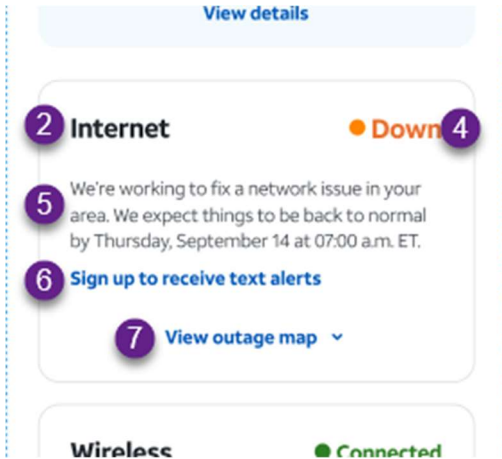 View details
2 Internet Down 4
5 We're working to fix a network issue in your
area. We expect things to be back to normal
by Thursday, September 14 at 07:00 a.m. ET.
6 Sign up to receive text alerts
7 View outage map
Wireless Connected